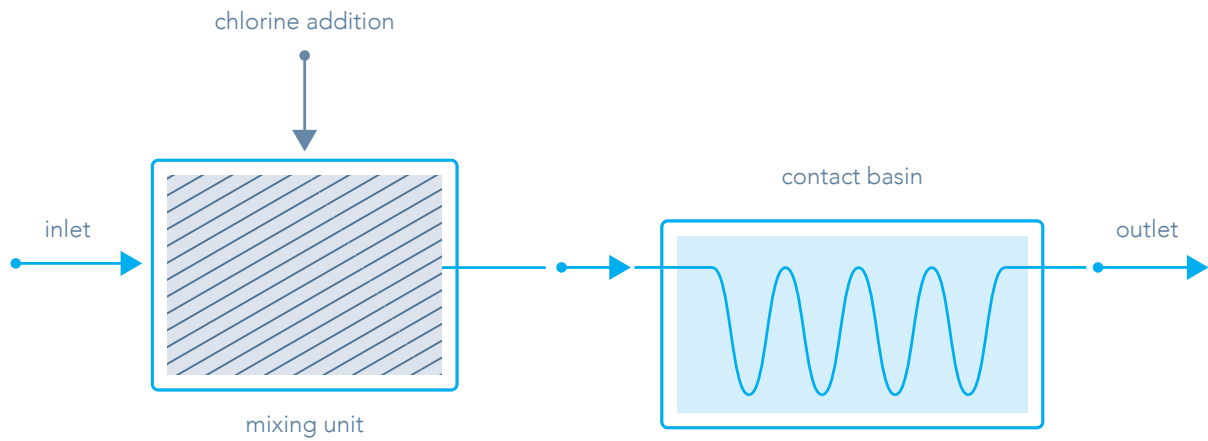 chlorine addition
contact basin
inlet
outlet
mixing unit